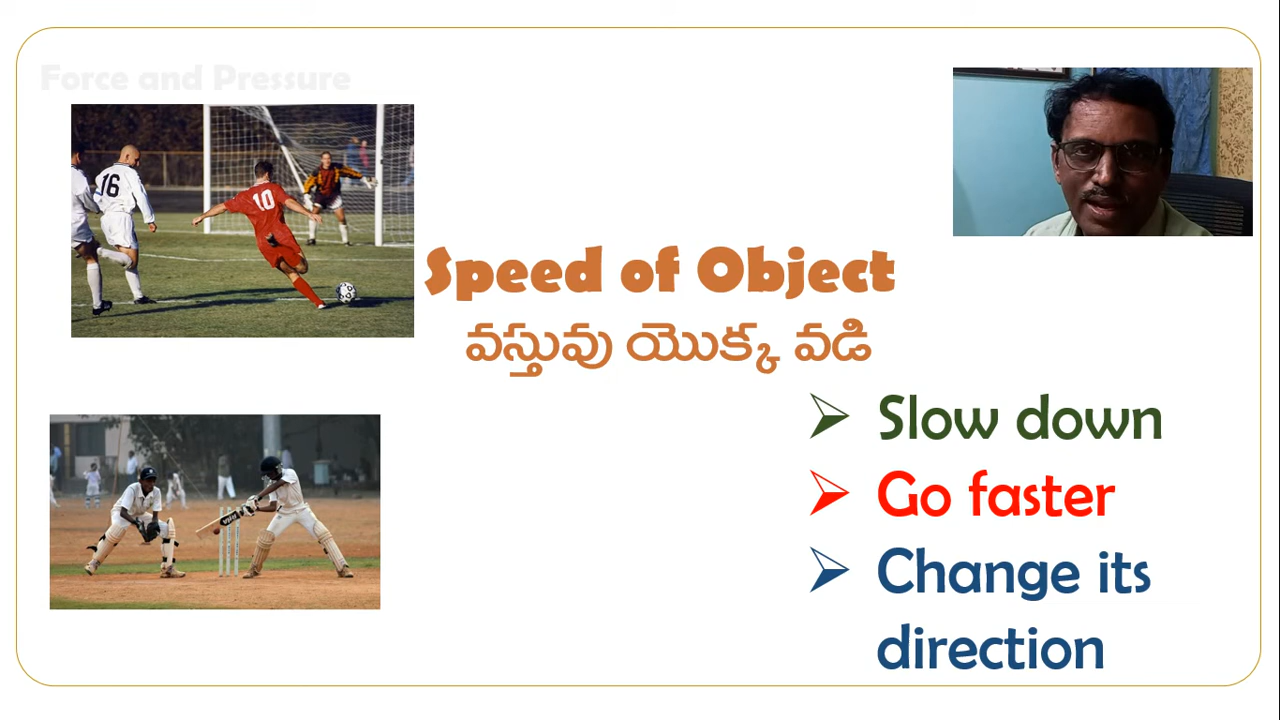 Force and Pressure
16
10
Speed of Object
వస్తువు యొక్క వడి
Slow down
Go faster
Change its
direction